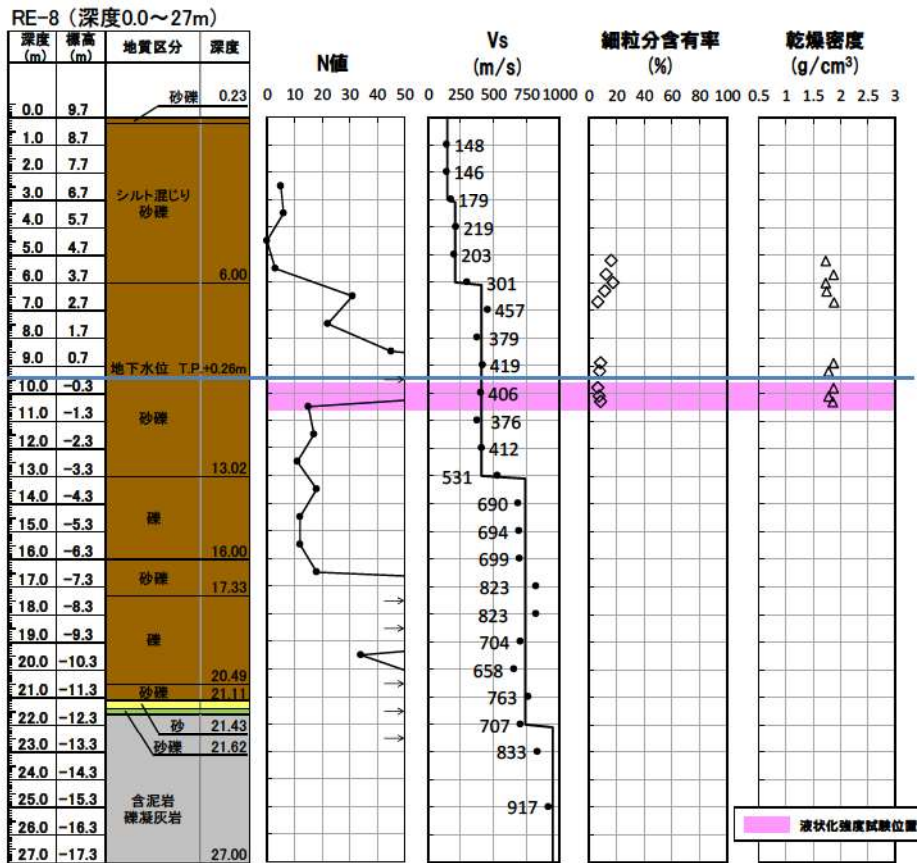 RE-8 (深度0.0～27m)
深度(m) 標高(m) 地質区分 深度
N値
Vs (m/s)
細粒分含有率 (%)
乾燥密度 (g/cm³)
0 10 20 30 40 50
0 250 500 750 1000
0 20 40 60 80 100
0.5 1 1.5 2 2.5 3
砂礫 0.23
0.0 9.7
1.0 8.7
2.0 7.7
3.0 6.7
4.0 5.7
5.0 4.7
6.0 3.7
7.0 2.7
8.0 1.7
9.0 0.7
10.0 -0.3
11.0 -1.3
12.0 -2.3
13.0 -3.3
14.0 -4.3
15.0 -5.3
16.0 -6.3
17.0 -7.3
18.0 -8.3
19.0 -9.3
20.0 -10.3
21.0 -11.3
22.0 -12.3
23.0 -13.3
24.0 -14.3
25.0 -15.3
26.0 -16.3
27.0 -17.3
シルト混じり
砂礫
6.00
地下水位 T.P.+0.26m
砂礫
13.02
礫
16.00
砂礫
17.33
礫
20.49
砂礫 21.11
砂 21.43
砂礫 21.62
含泥岩
礫凝灰岩
27.00
148
146
179
219
203
301
457
379
419
406
376
412
531
690
694
699
823
823
704
658
763
707
833
917
液状化強度試験位置